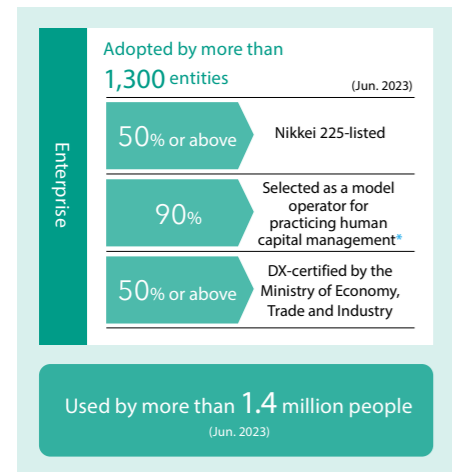 Enterprise
Adopted by more than
1,300 entities
(Jun. 2023)
50% or above
Nikkei 225-listed
90%
Selected as a model
operator for
practicing human
capital management*
50% or above
DX-certified by the
Ministry of Economy,
Trade and Industry
Used by more than 1.4 million people
(Jun. 2023)